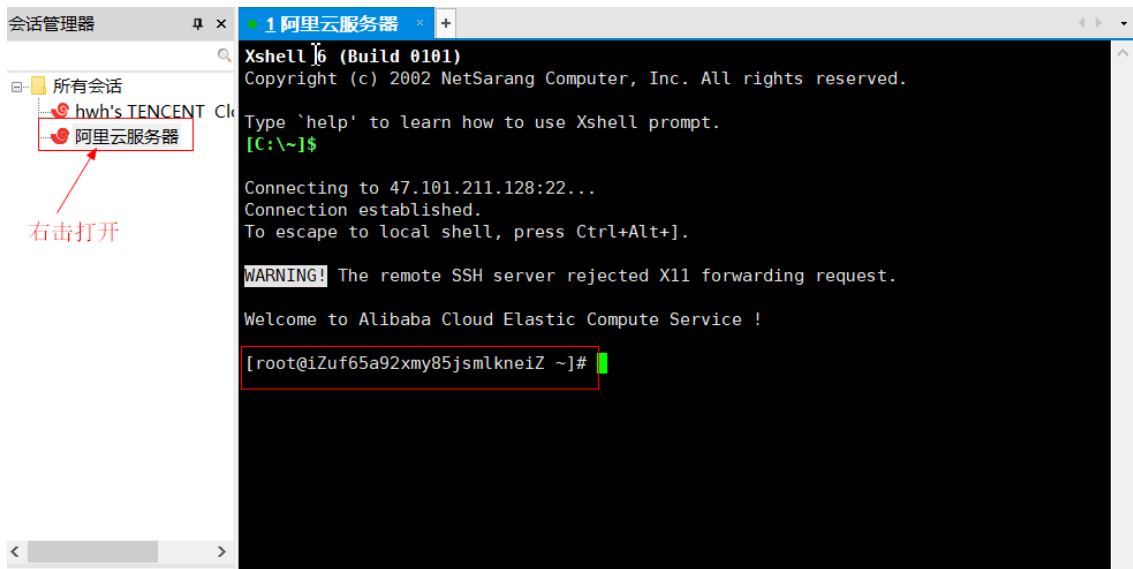 会话管理器
所有会话
hwh's TENCENT Clo
阿里云服务器
右击打开
1 阿里云服务器
Xshell 6 (Build 0101)
Copyright (c) 2002 NetSarang Computer, Inc. All rights reserved.
Type `help' to learn how to use Xshell prompt.
[C:\~]$
Connecting to 47.101.211.128:22...
Connection established.
To escape to local shell, press Ctrl+Alt+].
WARNING! The remote SSH server rejected X11 forwarding request.
Welcome to Alibaba Cloud Elastic Compute Service !
[root@iZuf65a92xmy85jsmlkneiZ ~]#